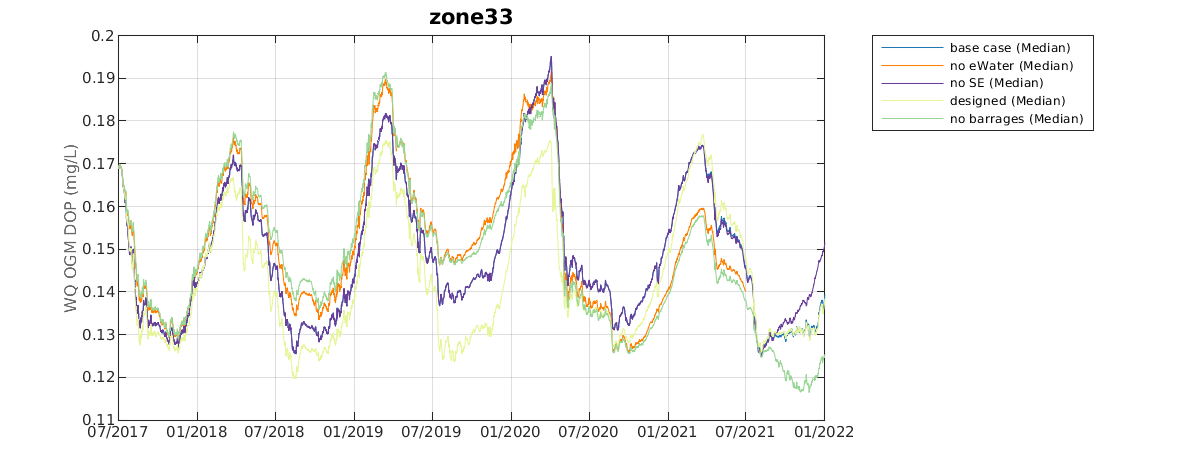 zone33
WQ OGM DOP (mg/L)
0.2
0.19
0.18
0.17
0.16
0.15
0.14
0.13
0.12
0.11
07/2017 01/2018 07/2018 01/2019 07/2019 01/2020 07/2020 01/2021 07/2021 01/2022
base case (Median)
no eWater (Median)
no SE (Median)
designed (Median)
no barrages (Median)